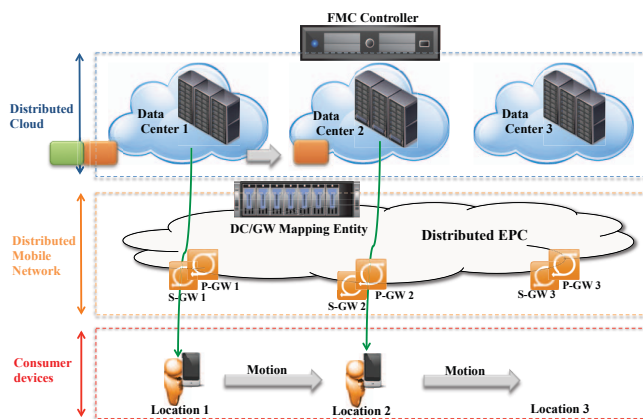 FMC Controller
Distributed
Cloud
Data
Center 1
Data
Center 2
Data
Center 3
DC/GW Mapping Entity
Distributed EPC
Distributed
Mobile
Network
S-GW 1
P-GW 1
S-GW 2
P-GW 2
S-GW 3
P-GW 3
Consumer
devices
Motion
Motion
Location 1
Location 2
Location 3